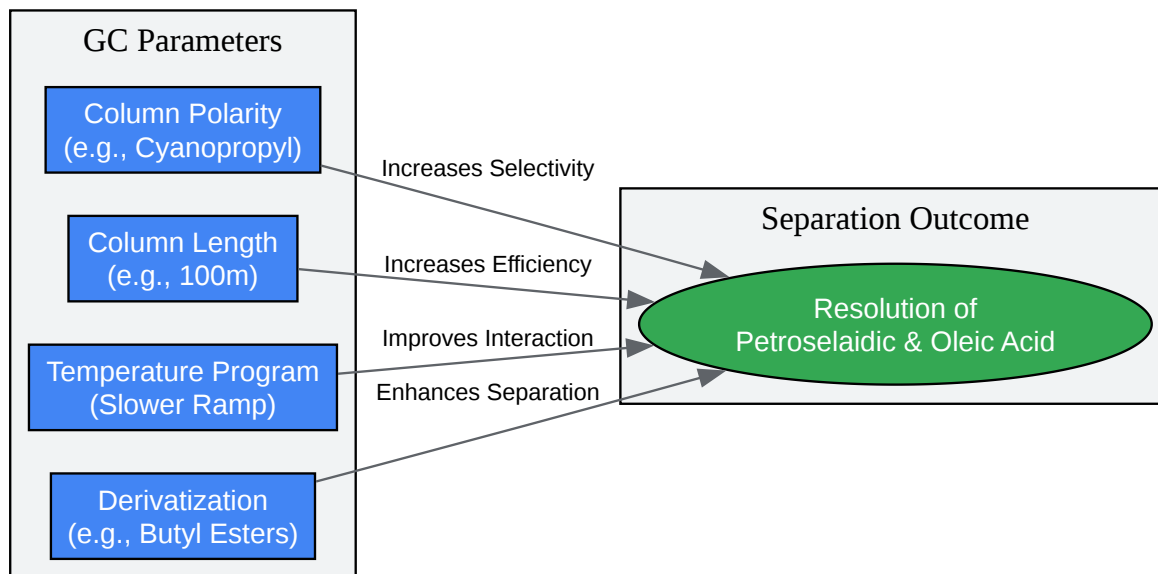 GC Parameters
Column Polarity
(e.g., Cyanopropyl)
Column Length
(e.g., 100m)
Temperature Program
(Slower Ramp)
Derivatization
(e.g., Butyl Esters)
Increases Selectivity
Increases Efficiency
Improves Interaction
Enhances Separation
Separation Outcome
Resolution of
Petroselaidic & Oleic Acid